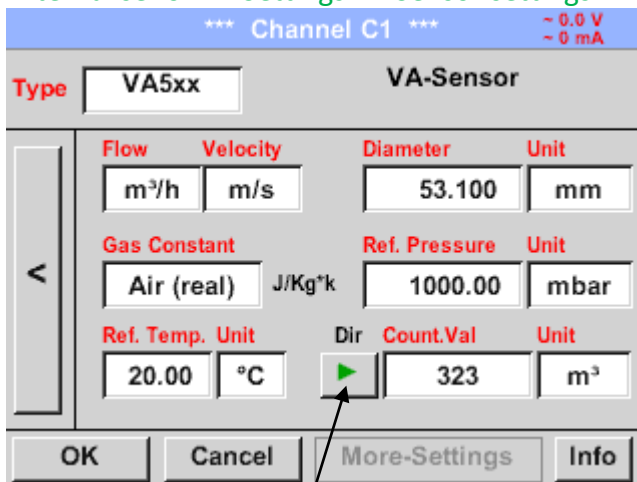 *** Channel C1 ***
~ 0.0 V
~ 0 mA
Type VA5xx VA-Sensor
Flow Velocity Diameter Unit
m³/h m/s 53.100 mm
Gas Constant Ref. Pressure Unit
< Air (real) J/Kg*k 1000.00 mbar
Ref. Temp. Unit Dir Count.Val Unit
20.00 °C 323 m³
OK Cancel More-Settings Info